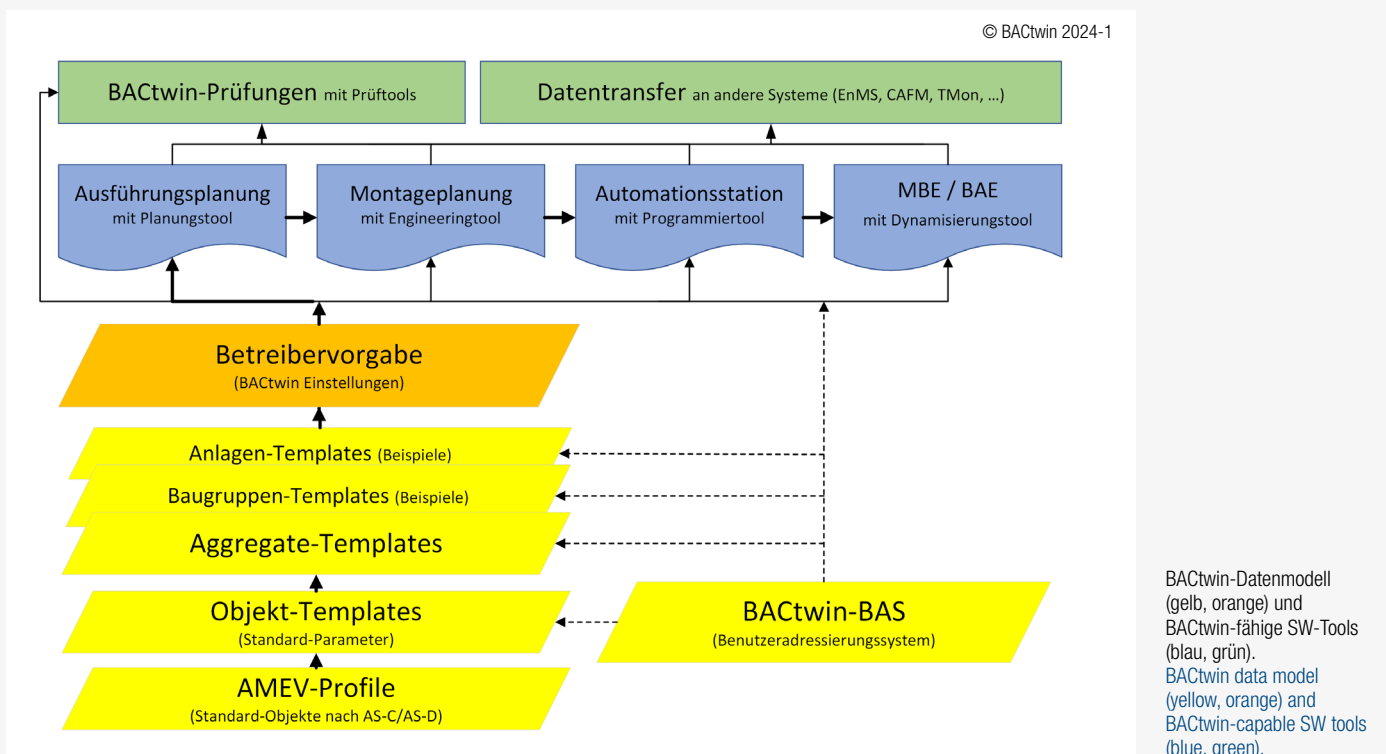 © BACtwin 2024-1
BACtwin-Prüfungen mit Prüftools
Datentransfer an andere Systeme (EnMS, CAFM, TMon, ...)
Ausführungsplanung
mit Planungstool
Montageplanung
mit Engineeringtool
Automationsstation
mit Programmiertool
MBE / BAE
mit Dynamisierungstool
Betreibervorgabe
(BACtwin Einstellungen)
Anlagen-Templates (Beispiele)
Baugruppen-Templates (Beispiele)
Aggregate-Templates
Objekt-Templates
(Standard-Parameter)
BACtwin-BAS
(Benutzeradressierungssystem)
AMEV-Profile
(Standard-Objekte nach AS-C/AS-D)
BACtwin-Datenmodell
(gelb, orange) und
BACtwin-fähige SW-Tools
(blau, grün).
BACtwin data model
(yellow, orange) and
BACtwin-capable SW tools
(blue, green).